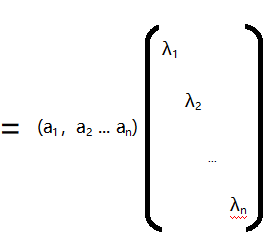 λ₁
λ₂
= (a₁, a₂ ... aₙ)
...
λₙ